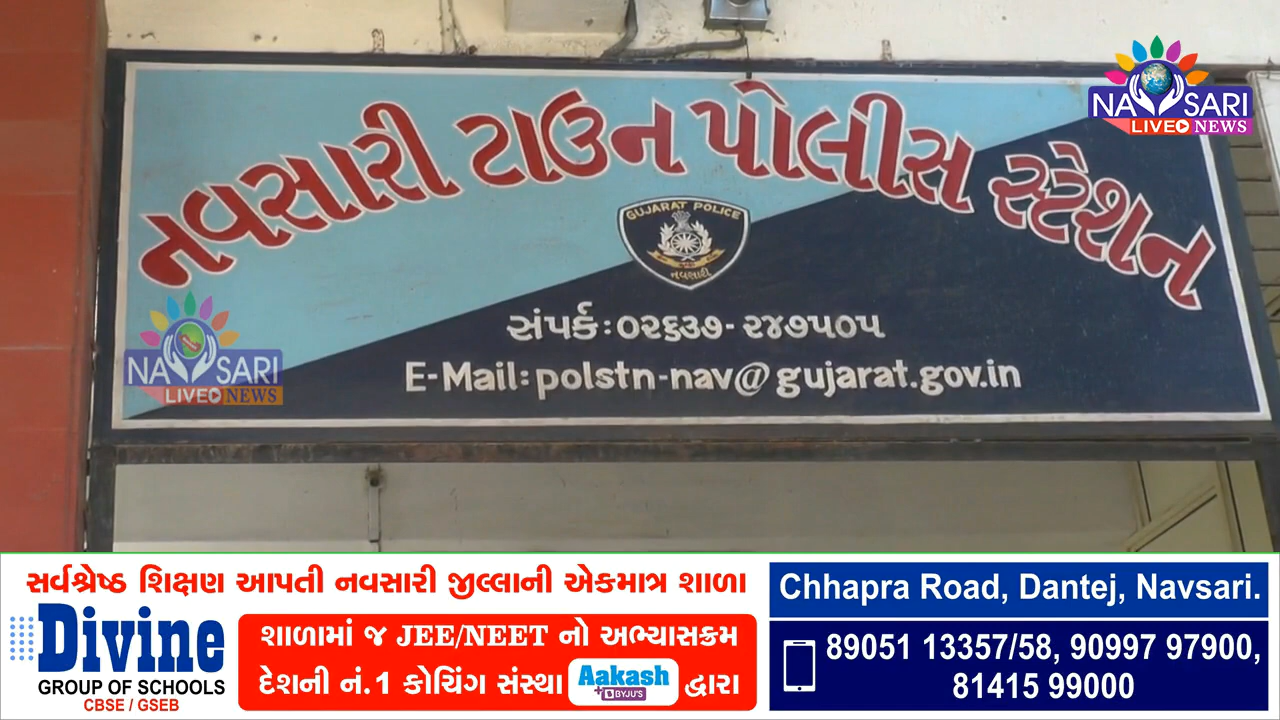 NAVSARI
LIVE NEWS
નવસારી ટાઉન પોલીસ સ્ટેશન
GUJARAT POLICE
નવસારી
સંપર્ક: ૦૨૬૩૭- ૨૪૭૫૦૫
E-Mail: polstn-nav@gujarat.gov.in
NAVSARI
LIVE NEWS
સર્વશ્રેષ્ઠ શિક્ષણ આપતી નવસારી જીલ્લાની એકમાત્ર શાળા
Divine
GROUP OF SCHOOLS
CBSE / GSEB
શાળામાં જ JEE/NEET નો અભ્યાસક્રમ
દેશની નં.1 કોચિંગ સંસ્થા Aakash દ્વારા
+ BYJU'S
Chhapra Road, Dantej, Navsari.
89051 13357/58, 90997 97900,
81415 99000